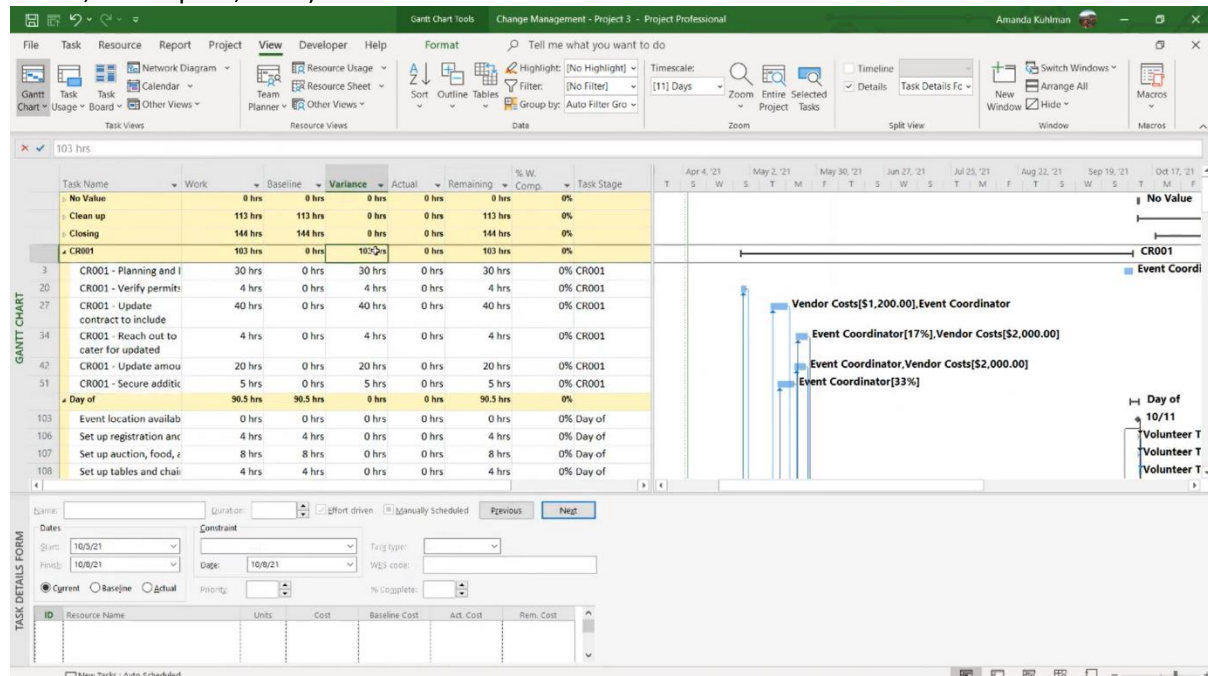 Gantt Chart Tools Change Management - Project 3 - Project Professional Amanda Kuhlman
File Task Resource Report Project View Developer Help Format Tell me what you want to do
Gantt Chart
Task Usage
Task Board
Network Diagram
Calendar
Other Views
Task Views
Team Planner
Resource Usage
Resource Sheet
Other Views
Resource Views
Sort
Outline
Tables
Highlight: [No Highlight]
Filter: [No Filter]
Group by: Auto Filter Gro
Data
Timescale:
[11] Days
Zoom
Entire Project
Selected Tasks
Zoom
Timeline
Details Task Details Fc
Split View
New Window
Switch Windows
Arrange All
Hide
Window
Macros
Macros
103 hrs
Task Name Work Baseline Variance Actual Remaining % W. Comp. Task Stage
No Value 0 hrs 0 hrs 0 hrs 0 hrs 0 hrs 0%
Clean up 113 hrs 113 hrs 0 hrs 0 hrs 113 hrs 0%
Closing 144 hrs 144 hrs 0 hrs 0 hrs 144 hrs 0%
CR001 103 hrs 0 hrs 103 hrs 0 hrs 103 hrs 0%
3 CR001 - Planning and 30 hrs 0 hrs 30 hrs 0 hrs 30 hrs 0% CR001
20 CR001 - Verify permits 4 hrs 0 hrs 4 hrs 0 hrs 4 hrs 0% CR001
27 CR001 - Update contract to include 40 hrs 0 hrs 40 hrs 0 hrs 40 hrs 0% CR001
34 CR001 - Reach out to cater for updated 4 hrs 0 hrs 4 hrs 0 hrs 4 hrs 0% CR001
42 CR001 - Update amou 20 hrs 0 hrs 20 hrs 0 hrs 20 hrs 0% CR001
51 CR001 - Secure additic 5 hrs 0 hrs 5 hrs 0 hrs 5 hrs 0% CR001
Day of 90.5 hrs 90.5 hrs 0 hrs 0 hrs 90.5 hrs 0%
103 Event location availab 0 hrs 0 hrs 0 hrs 0 hrs 0 hrs 0% Day of
106 Set up registration and 4 hrs 4 hrs 0 hrs 0 hrs 4 hrs 0% Day of
107 Set up auction, food, a 8 hrs 8 hrs 0 hrs 0 hrs 8 hrs 0% Day of
108 Set up tables and chair 4 hrs 4 hrs 0 hrs 0 hrs 4 hrs 0% Day of
GANTT CHART
Apr 4, '21 May 2, '21 May 30, '21 Jun 27, '21 Jul 25, '21 Aug 22, '21 Sep 19, '21 Oct 17, '21
T S W S T M F T S W S T M F T S W S T M F
No Value
CR001
Event Coordi
Vendor Costs[$1,200.00],Event Coordinator
Event Coordinator[17%],Vendor Costs[$2,000.00]
Event Coordinator,Vendor Costs[$2,000.00]
Event Coordinator[33%]
Day of
10/11
Volunteer T
Volunteer T
Volunteer T
TASK DETAILS FORM
Name: Duration: Effort driven Manually Scheduled Previous Next
Dates Constraint
Start: 10/5/21 Task type:
Finish: 10/8/21 Date: 10/8/21 WBS code:
Current Baseline Actual Priority: % Complete:
ID Resource Name Units Cost Baseline Cost Act. Cost Rem. Cost
New Tasks : Auto Scheduled